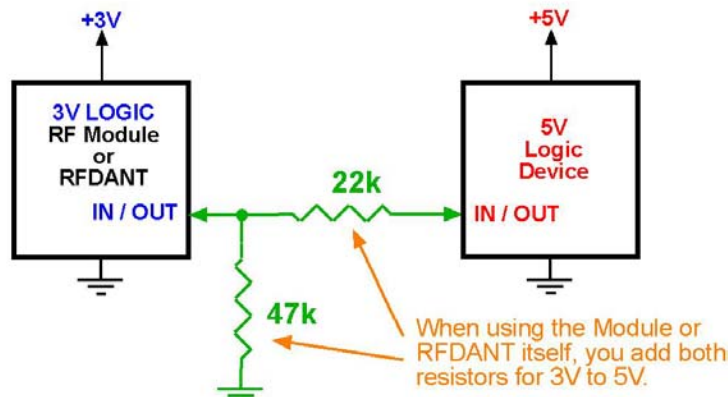 +3V
+5V
3V LOGIC
RF Module
or
RFDANT
IN / OUT
22k
5V
Logic
Device
IN / OUT
47k
When using the Module or
RFDANT itself, you add both
resistors for 3V to 5V.